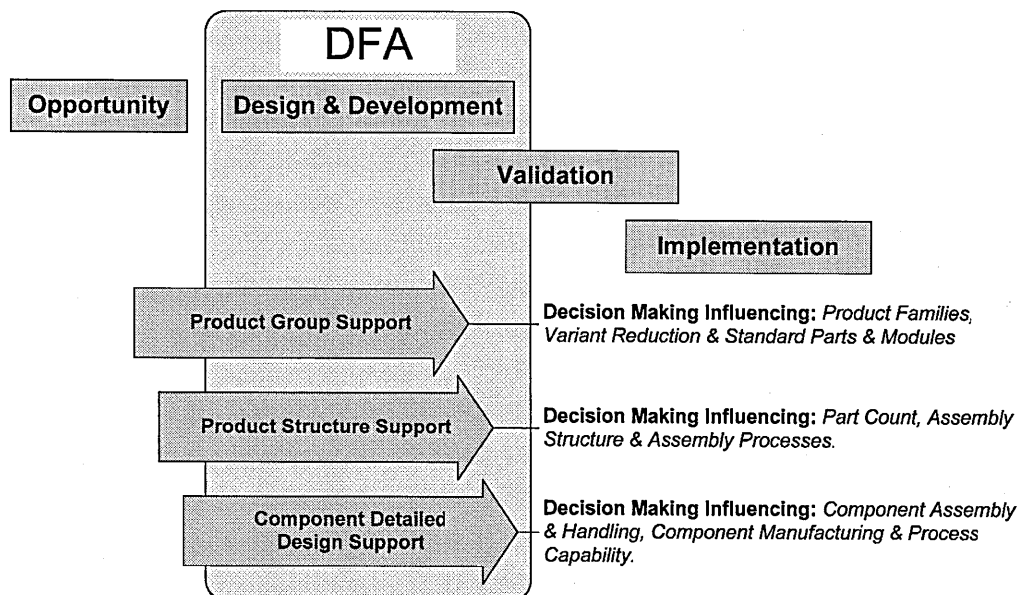 DFA
Opportunity
Design & Development
Validation
Implementation
Product Group Support
Decision Making Influencing: Product Families,
Variant Reduction & Standard Parts & Modules
Product Structure Support
Decision Making Influencing: Part Count, Assembly
Structure & Assembly Processes.
Component Detailed
Design Support
Decision Making Influencing: Component Assembly
& Handling, Component Manufacturing & Process
Capability.